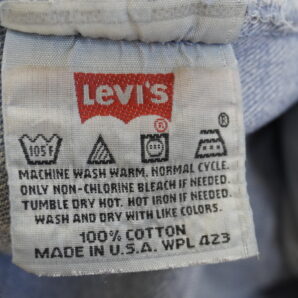 LEVI'S
®
105F
®
MACHINE WASH WARM. NORMAL CYCLE.
ONLY NON-CHLORINE BLEACH IF NEEDED.
TUMBLE DRY HOT. HOT IRON IF NEEDED.
WASH AND DRY WITH LIKE COLORS.
100% COTTON
MADE IN U.S.A. WPL 423